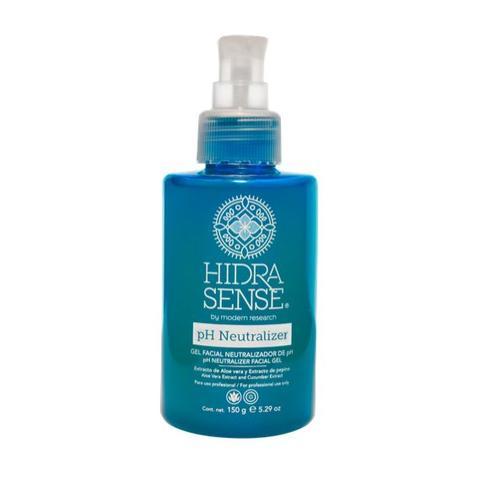 HIDRA
SENSE®
by modern research
pH Neutralizer
GEL FACIAL NEUTRALIZADOR DE pH
pH NEUTRALIZER FACIAL GEL
Extracto de Aloe vera y Extracto de pepino
Aloe Vera Extract and Cucumber Extract
Para uso profesional / For professional use only
Cont. net. 150 g ℮ 5.29 oz